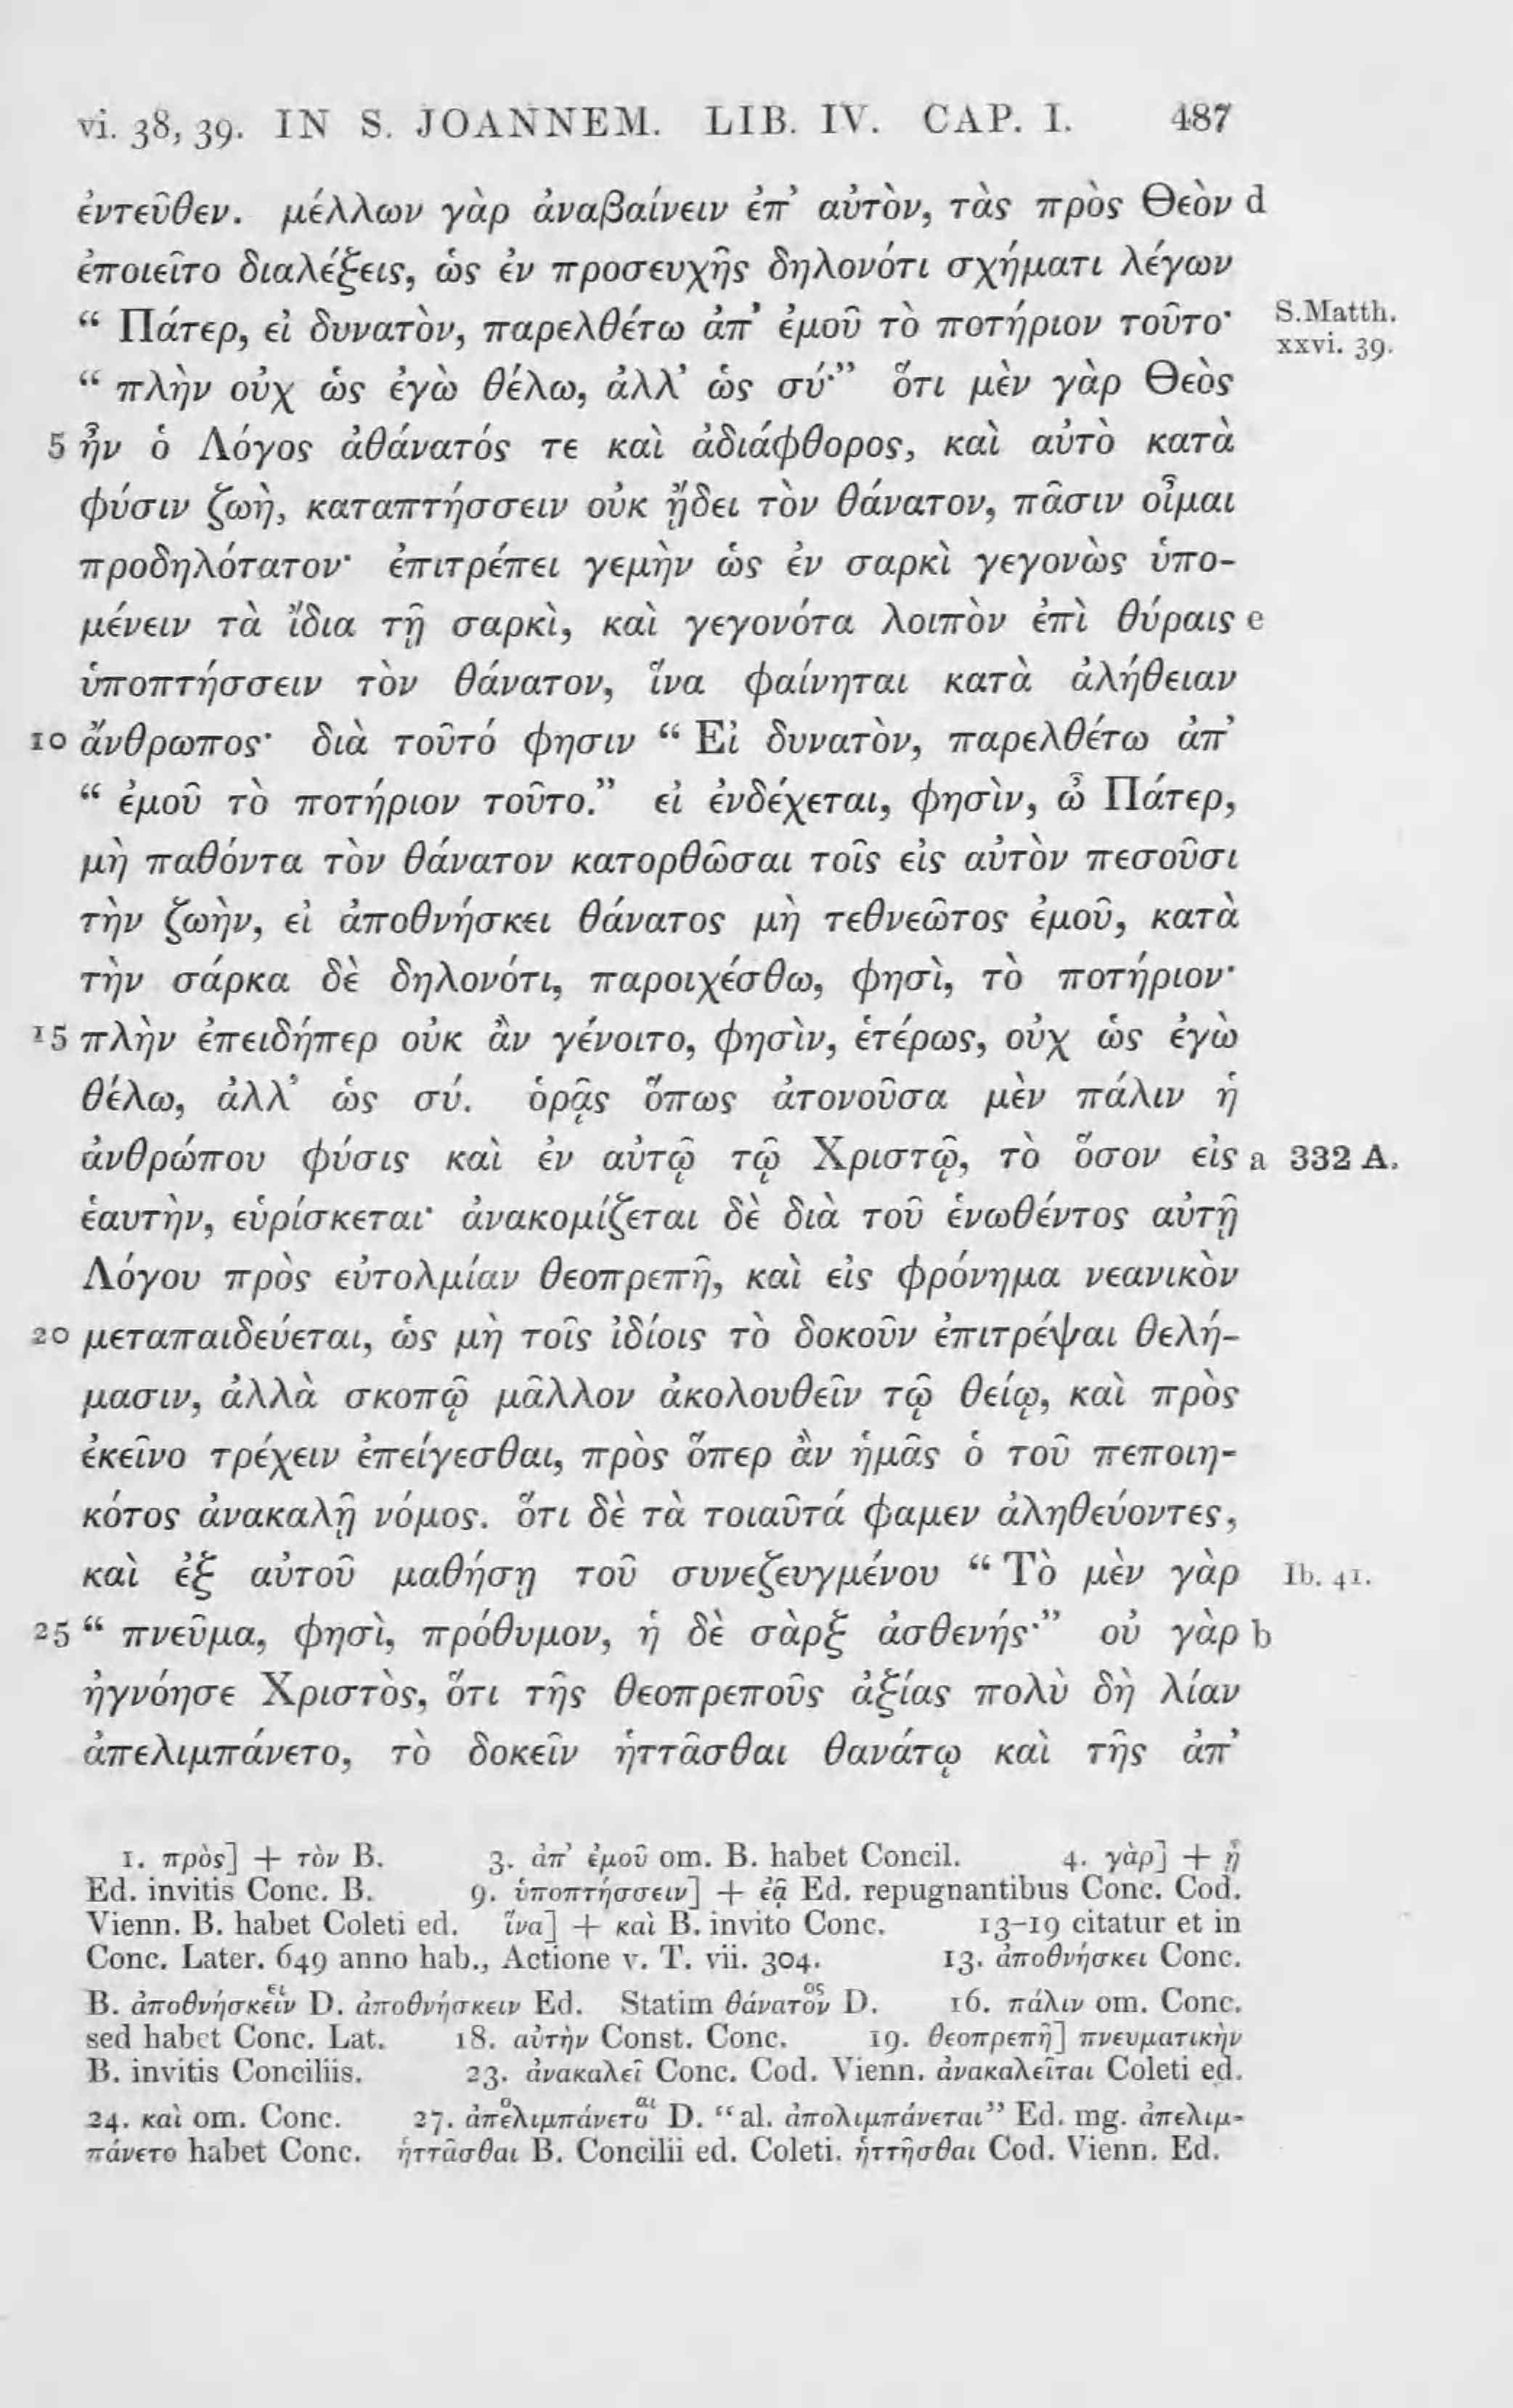 vi. 38, 39. IN S. JOANNEM. LIB. IV. CAP. I. 487
ἐντεῦθεν. μέλλων γὰρ ἀναβαίνειν ἐπ' αὐτὸν, τὰς πρὸς Θεὸν d
ἐποιεῖτο διαλέξεις, ὡς ἐν προσευχῆς δηλονότι σχήματι λέγων
“ Πάτερ, εἰ δυνατὸν, παρελθέτω ἀπ' ἐμοῦ τὸ ποτήριον τοῦτο· S.Matth.
xxvi. 39.
“ πλὴν οὐχ ὡς ἐγὼ θέλω, ἀλλ' ὡς σύ·” ὅτι μὲν γὰρ Θεὸς
5 ἦν ὁ Λόγος ἀθάνατός τε καὶ ἀδιάφθορος, καὶ αὐτὸ κατὰ
φύσιν ζωὴ, καταπτήσσειν οὐκ ᾔδει τὸν θάνατον, πᾶσιν οἶμαι
προδηλότατον· ἐπιτρέπει γεμὴν ὡς ἐν σαρκὶ γεγονὼς ὑπο-
μένειν τὰ ἴδια τῇ σαρκὶ, καὶ γεγονότα λοιπὸν ἐπὶ θύραις e
ὑποπτήσσειν τὸν θάνατον, ἵνα φαίνηται κατὰ ἀλήθειαν
10 ἄνθρωπος· διὰ τοῦτό φησιν “ Εἰ δυνατὸν, παρελθέτω ἀπ'
“ ἐμοῦ τὸ ποτήριον τοῦτο.” εἰ ἐνδέχεται, φησὶν, ὦ Πάτερ,
μὴ παθόντα τὸν θάνατον κατορθῶσαι τοῖς εἰς αὐτὸν πεσοῦσι
τὴν ζωὴν, εἰ ἀποθνήσκει θάνατος μὴ τεθνεῶτος ἐμοῦ, κατὰ
τὴν σάρκα δὲ δηλονότι, παροιχέσθω, φησὶ, τὸ ποτήριον·
15 πλὴν ἐπειδήπερ οὐκ ἂν γένοιτο, φησὶν, ἑτέρως, οὐχ ὡς ἐγὼ
θέλω, ἀλλ' ὡς σύ. ὁρᾷς ὅπως ἀτονοῦσα μὲν πάλιν ἡ
ἀνθρώπου φύσις καὶ ἐν αὐτῷ τῷ Χριστῷ, τὸ ὅσον εἰς a 332 A.
ἑαυτὴν, εὑρίσκεται· ἀνακομίζεται δὲ διὰ τοῦ ἑνωθέντος αὐτῇ
Λόγου πρὸς εὐτολμίαν θεοπρεπῆ, καὶ εἰς φρόνημα νεανικὸν
20 μεταπαιδεύεται, ὡς μὴ τοῖς ἰδίοις τὸ δοκοῦν ἐπιτρέψαι θελή-
μασιν, ἀλλὰ σκοπῷ μᾶλλον ἀκολουθεῖν τῷ θείῳ, καὶ πρὸς
ἐκεῖνο τρέχειν ἐπείγεσθαι, πρὸς ὅπερ ἂν ἡμᾶς ὁ τοῦ πεποιη-
κότος ἀνακαλῇ νόμος. ὅτι δὲ τὰ τοιαῦτά φαμεν ἀληθεύοντες,
καὶ ἐξ αὐτοῦ μαθήσῃ τοῦ συνεζευγμένου “ Τὸ μὲν γὰρ Ib. 41.
25 “ πνεῦμα, φησὶ, πρόθυμον, ἡ δὲ σὰρξ ἀσθενής·” οὐ γὰρ b
ἠγνόησε Χριστὸς, ὅτι τῆς θεοπρεποῦς ἀξίας πολὺ δὴ λίαν
ἀπελιμπάνετο, τὸ δοκεῖν ἡττᾶσθαι θανάτῳ καὶ τῆς ἀπ'
1. πρὸς] + τὸν B. 3. ἀπ' ἐμοῦ om. B. habet Concil. 4. γὰρ] + ᾗ
Ed. invitis Conc. B. 9. ὑποπτήσσειν] + ἐᾷ Ed. repugnantibus Conc. Cod.
Vienn. B. habet Coleti ed. ἵνα] + καὶ B. invito Conc. 13-19 citatur et in
Conc. Later. 649 anno hab., Actione v. T. vii. 304. 13. ἀποθνήσκει Conc.
B. ἀποθνήσκειν D. ἀποθνήσκειν Ed. Statim θάνατον D. 16. πάλιν om. Conc.
sed habet Conc. Lat. 18. αὐτὴν Const. Conc. 19. θεοπρεπῆ] πνευματικὴν
B. invitis Conciliis. 23. ἀνακαλεῖ Conc. Cod. Vienn. ἀνακαλεῖται Coleti ed.
24. καὶ om. Conc. 27. ἀπελιμπάνετο D. “al. ἀπολιμπάνεται” Ed. mg. ἀπελιμ-
πάνετο habet Conc. ἡττᾶσθαι B. Concilii ed. Coleti. ἡττῆσθαι Cod. Vienn. Ed.